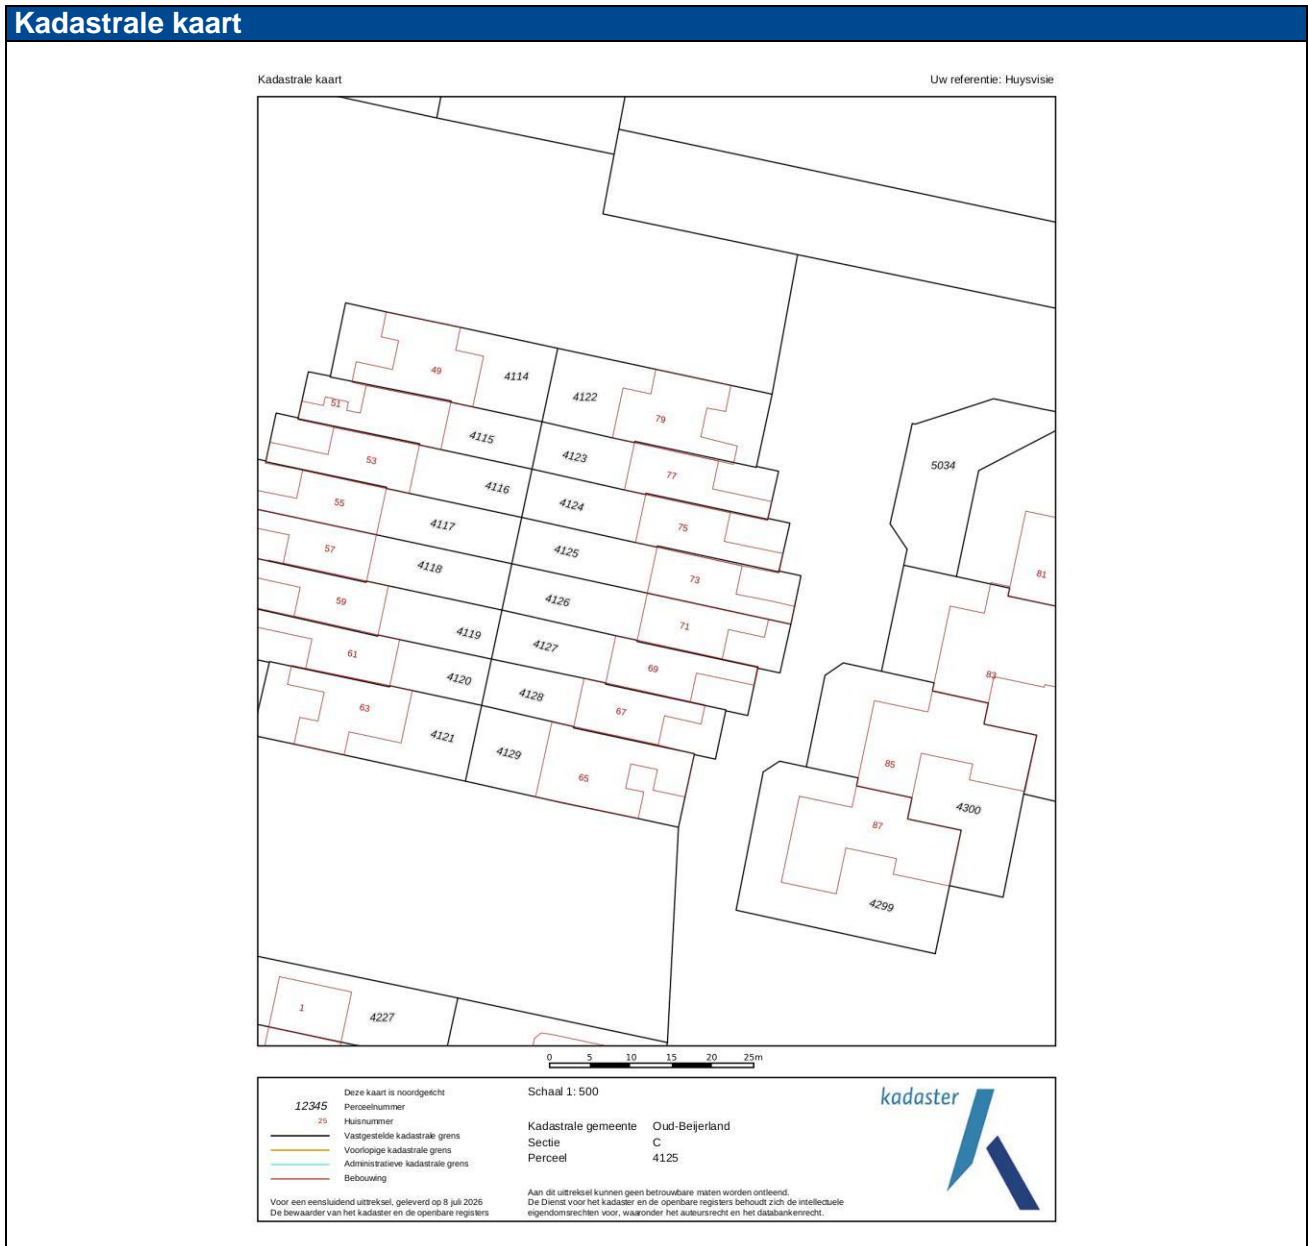 Kadastrale kaart
Kadastrale kaart
Uw referentie: Huysvisie
49
4114
4122
79
51
4115
4123
77
5034
53
4116
4124
75
55
4117
4125
73
81
57
4118
4126
71
59
4119
4127
69
83
61
4120
4128
67
63
4121
4129
65
85
87
4300
4299
1
4227
0 5 10 15 20 25m
Deze kaart is noordgericht
12345 Perceelnummer
25 Huisnummer
Vastgestelde kadastrale grens
Voorlopige kadastrale grens
Administratieve kadastrale grens
Bebouwing
Voor een eensluidend uittreksel, geleverd op 8 juli 2026
De bewaarder van het kadaster en de openbare registers
Schaal 1: 500
Kadastrale gemeente Oud-Beijerland
Sectie C
Perceel 4125
Aan dit uittreksel kunnen geen betrouwbare maten worden ontleend.
De Dienst voor het kadaster en de openbare registers behoudt zich de intellectuele
eigendomsrechten voor, waaronder het auteursrecht en het databankenrecht.
kadaster